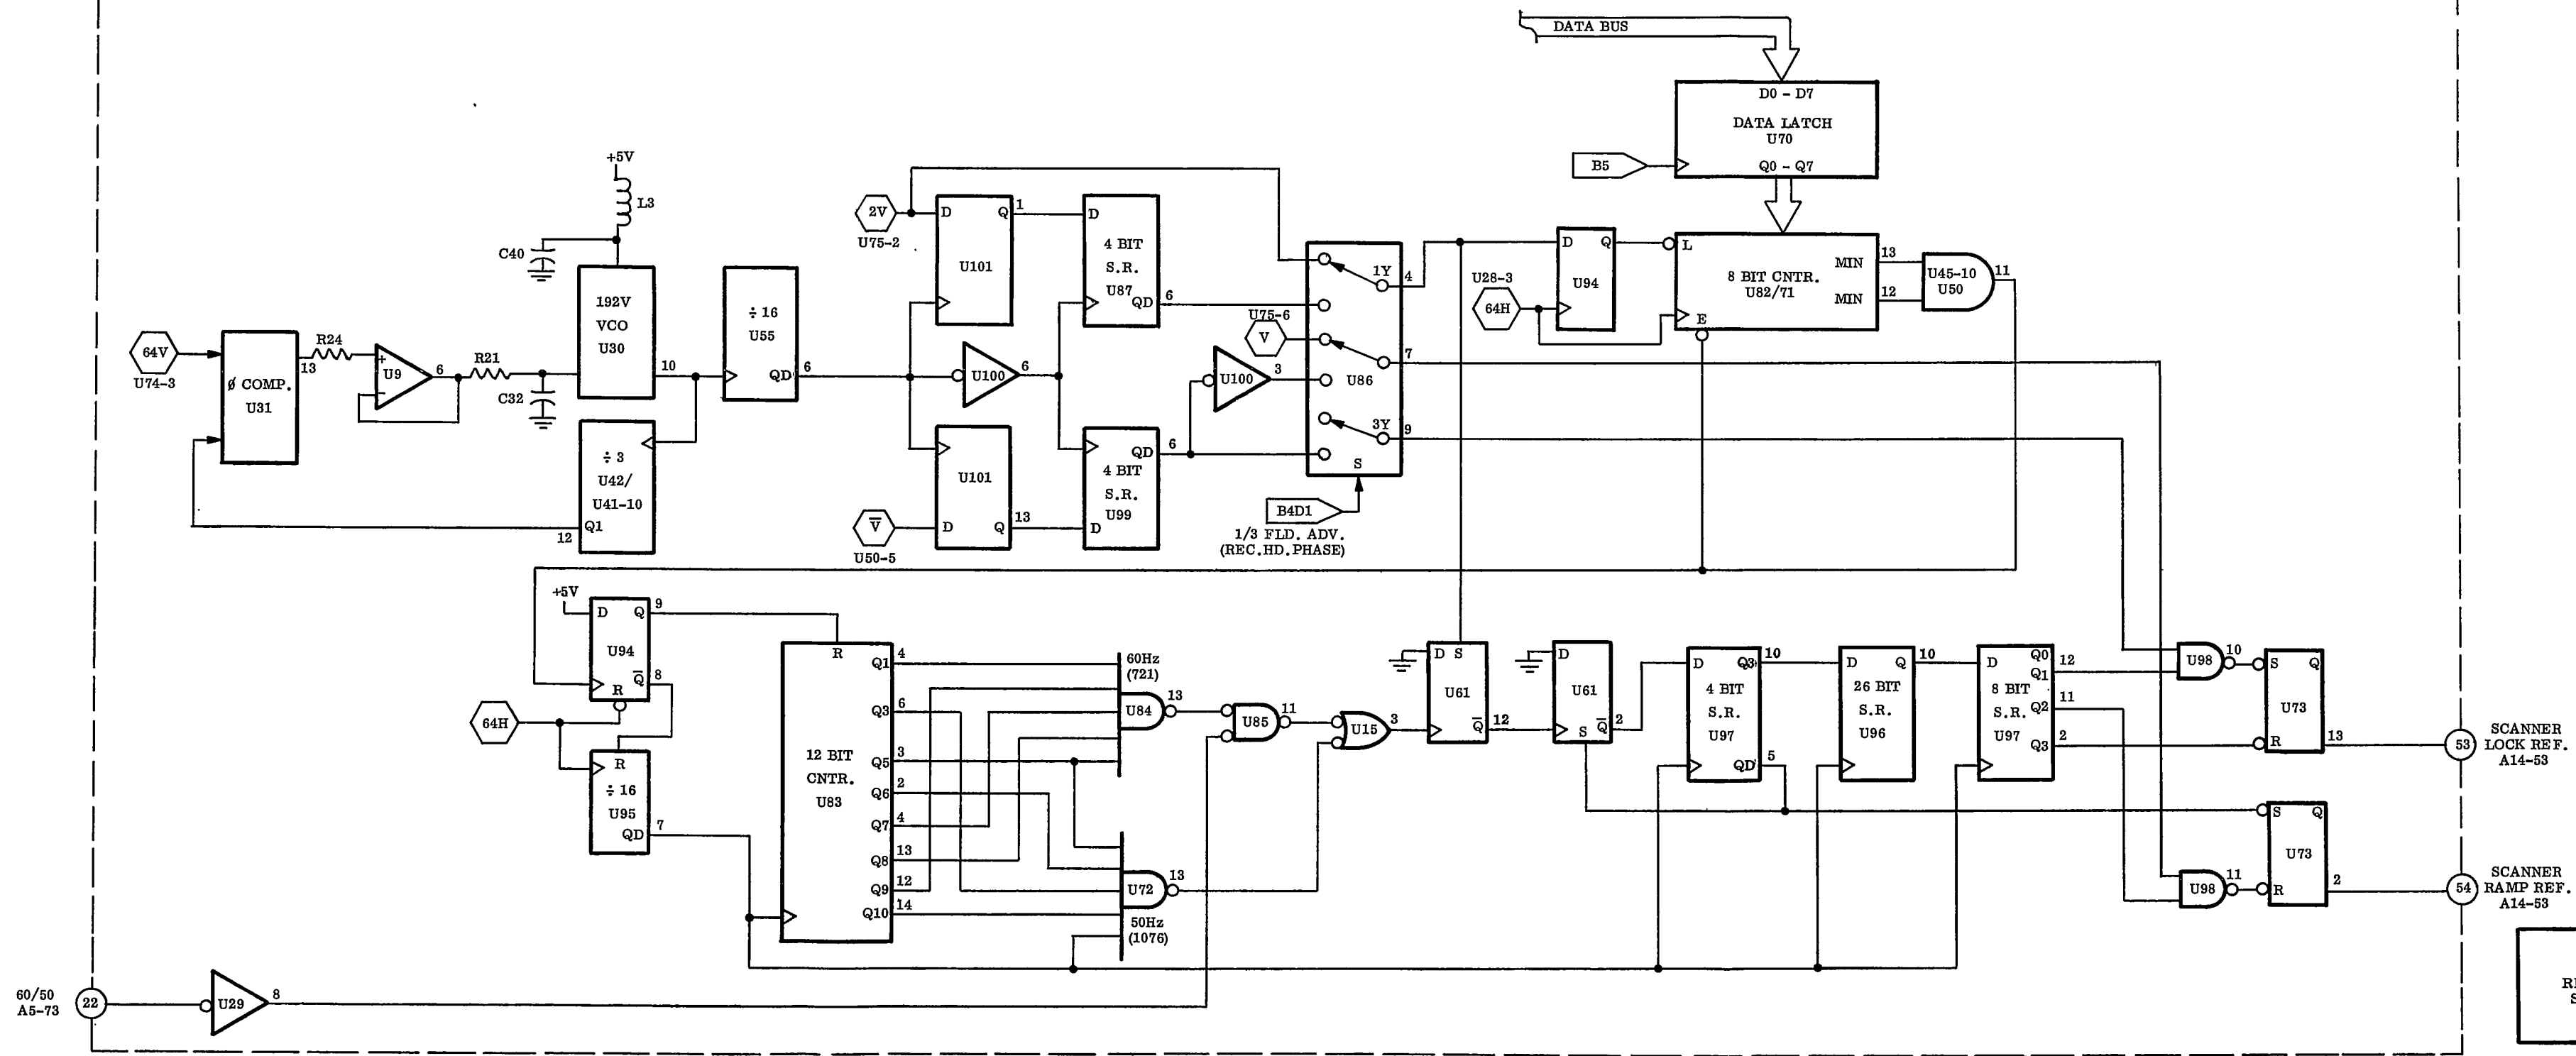 DATA BUS
D0 - D7
DATA LATCH
U70
Q0 - Q7
B5
+5V
L3
C40
192V
VCO
U30
10
÷ 16
U55
QD
6
64V
U74-3
R24
13
ø COMP.
U31
+
-
U9
6
R21
C32
÷ 3
U42/
U41-10
Q1
12
2V
U75-2
D
Q
1
U101
D
4 BIT
S.R.
U87
QD
6
U100
6
V̅
U50-5
U101
D
Q
13
QD
6
4 BIT
S.R.
U99
D
U100
3
U75-6
V
1Y
4
7
U86
3Y
9
S
B4D1
1/3 FLD. ADV.
(REC.HD.PHASE)
U28-3
64H
D
Q
U94
L
8 BIT CNTR.
U82/71
E
MIN
13
MIN
12
U45-10
U50
11
+5V
D
Q
9
U94
R
Q̅
8
64H
R
÷ 16
U95
QD
7
R
12 BIT
CNTR.
U83
Q1
4
Q3
6
Q5
3
Q6
2
Q7
4
Q8
13
Q9
12
Q10
14
60Hz
(721)
U84
13
U72
13
50Hz
(1076)
U85
11
U15
3
D
S
U61
Q̅
12
D
U61
S
Q̅
2
D
Q3
10
4 BIT
S.R.
U97
QD
5
D
Q
10
26 BIT
S.R.
U96
D
Q0
Q1
12
8 BIT
S.R.
U97
Q2
11
Q3
2
U98
10
S
Q
U73
R
13
53
SCANNER
LOCK REF.
A14-53
S
Q
U73
R
2
U98
11
54
SCANNER
RAMP REF.
A14-53
60/50
A5-73
22
U29
8